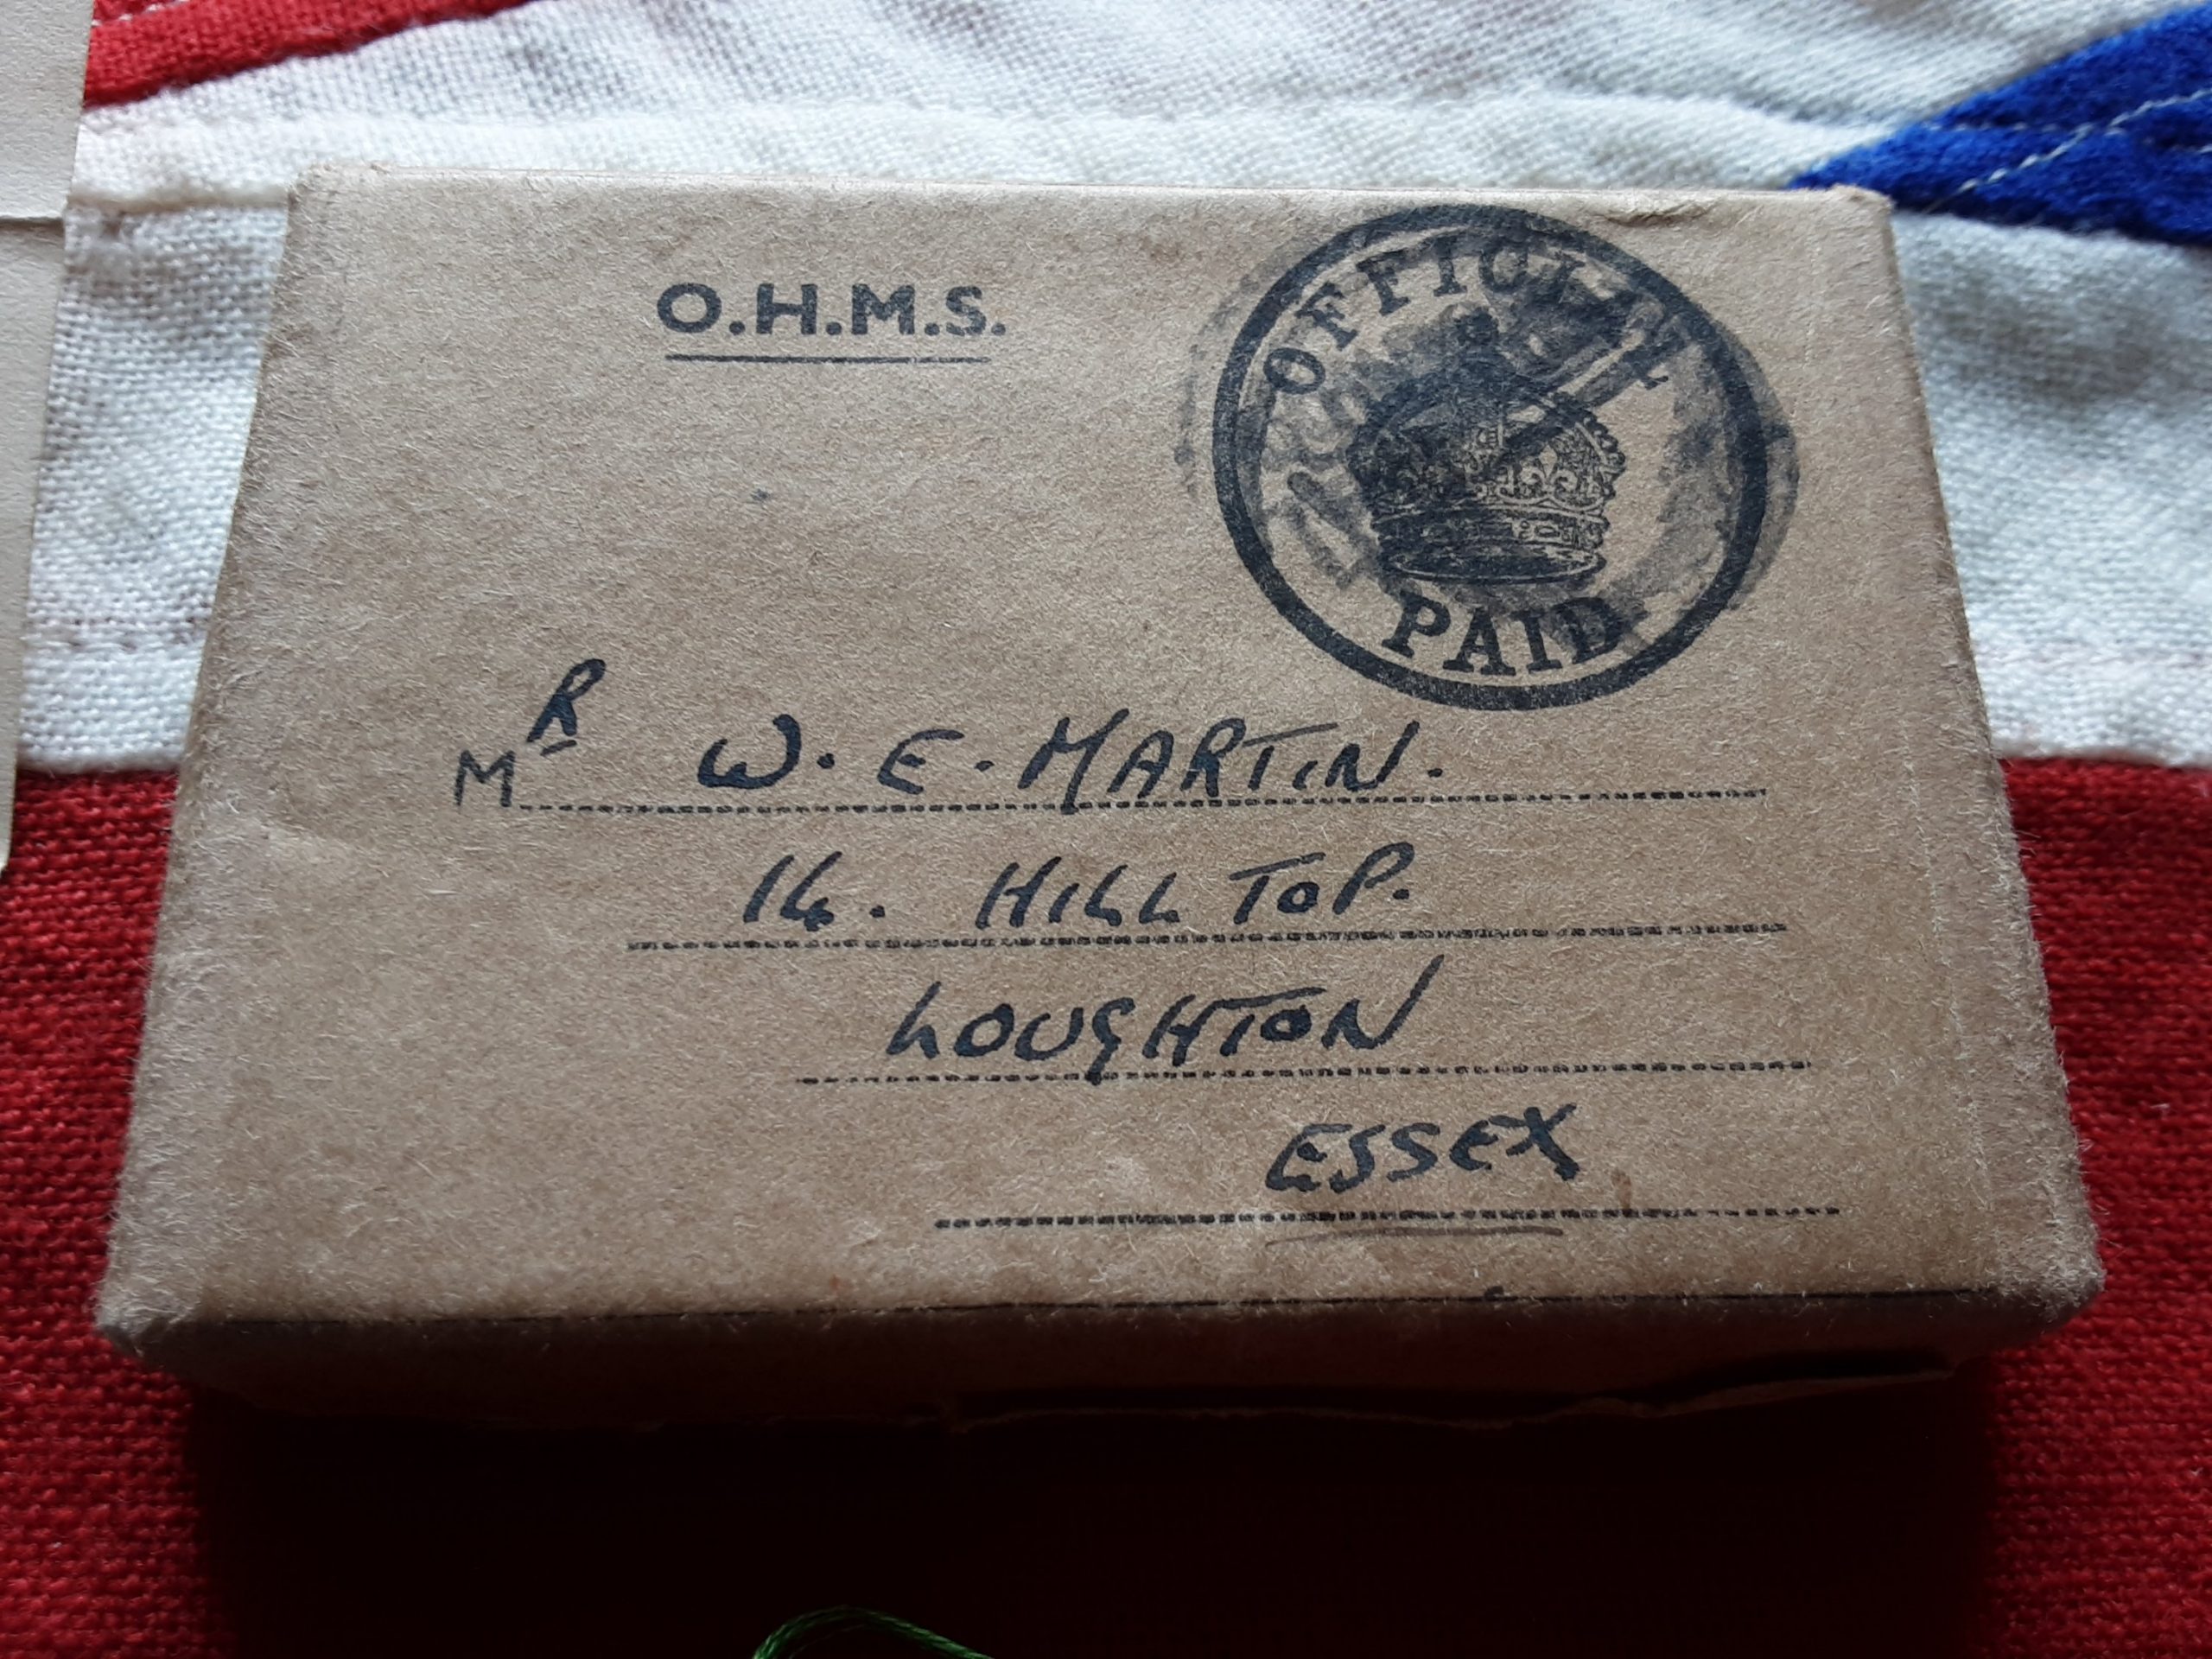 O.H.M.S.
OFFICIAL
PAID
MR W. E. MARTIN.
14. HILL TOP.
LOUGHTON
ESSEX